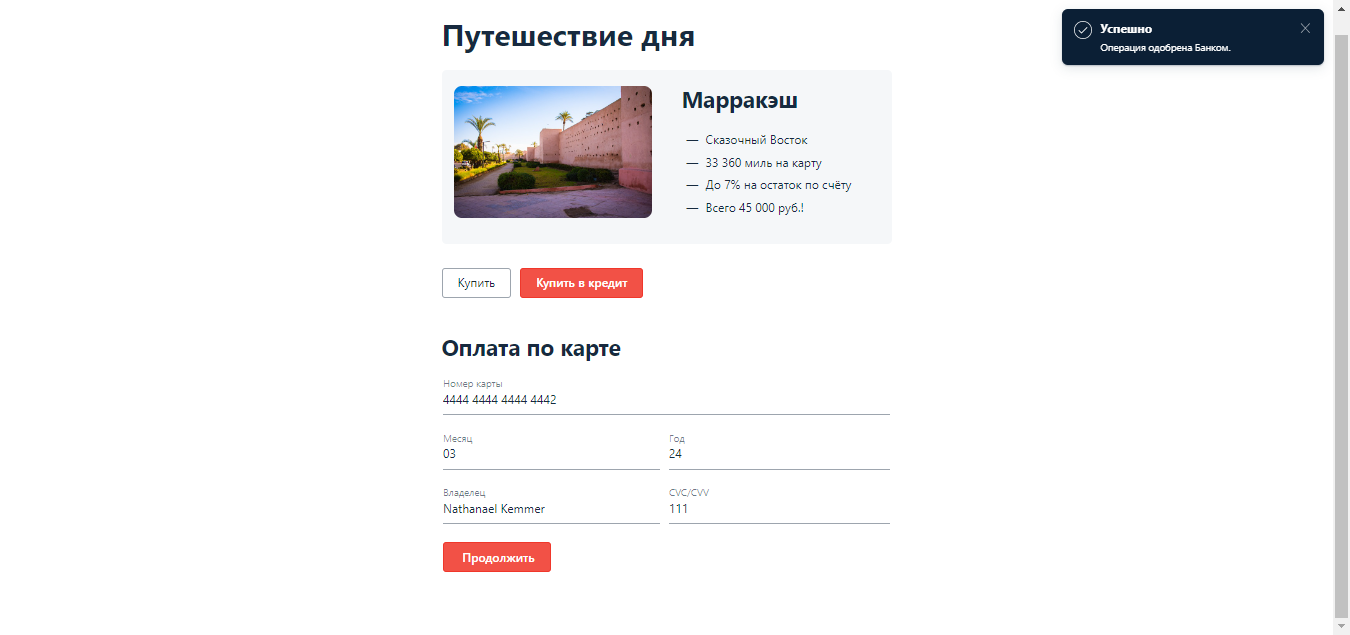 Путешествие дня
Успешно
Операция одобрена Банком.
Марракэш
— Сказочный Восток
— 33 360 миль на карту
— До 7% на остаток по счёту
— Всего 45 000 руб.!
Купить
Купить в кредит
Оплата по карте
Номер карты
4444 4444 4444 4442
Месяц
Год
03
24
Владелец
CVC/CVV
Nathanael Kemmer
111
Продолжить